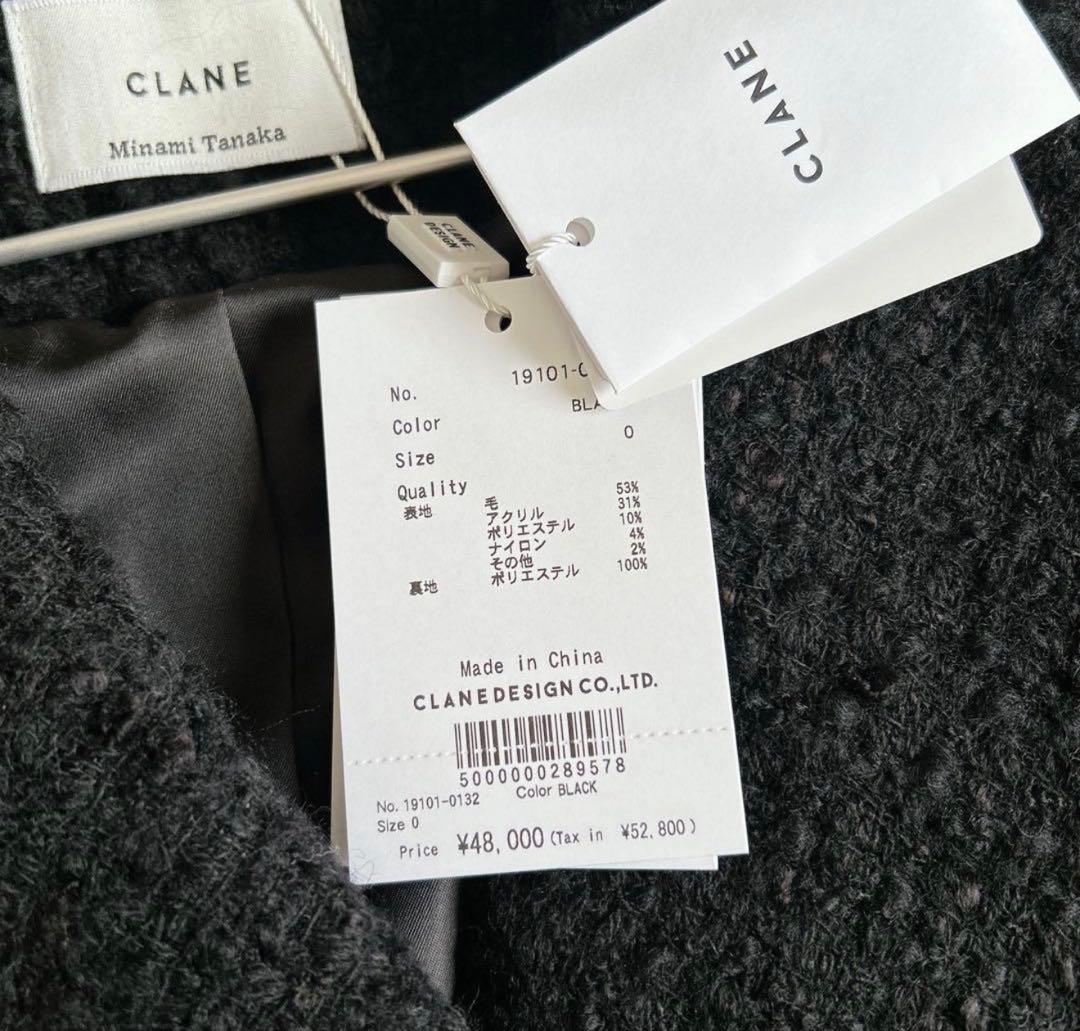 CLANE
Minami Tanaka
CLANE
CLANE
DESIGN
No. 19101-0
Color BLA
Size 0
Quality
表地 毛 53%
アクリル 31%
ポリエステル 10%
ナイロン 4%
その他 2%
裏地 ポリエステル 100%
Made in China
CLANEDESIGN CO.,LTD.
5000000289578
No. 19101-0132 Color BLACK
Size 0
Price ¥48,000 (Tax in ¥52,800)